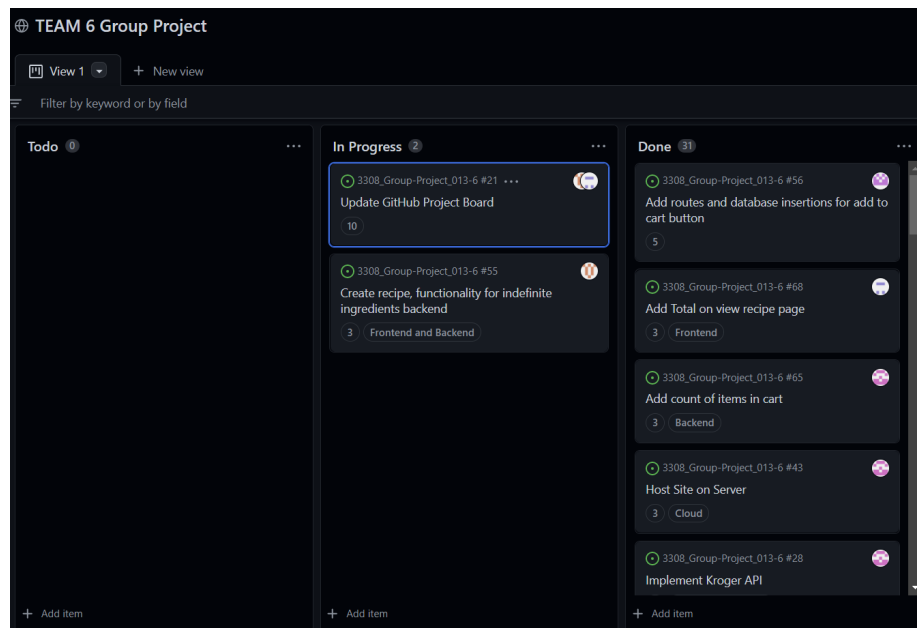 TEAM 6 Group Project
View 1
+ New view
Filter by keyword or by field
Todo 0 ...
In Progress 2 ...
3308_Group-Project_013-6 #21 ...
Update GitHub Project Board
10
3308_Group-Project_013-6 #55
Create recipe, functionality for indefinite
ingredients backend
3 Frontend and Backend
Done 31 ...
3308_Group-Project_013-6 #56
Add routes and database insertions for add to
cart button
5
3308_Group-Project_013-6 #68
Add Total on view recipe page
3 Frontend
3308_Group-Project_013-6 #65
Add count of items in cart
3 Backend
3308_Group-Project_013-6 #43
Host Site on Server
3 Cloud
3308_Group-Project_013-6 #28
Implement Kroger API
+ Add item
+ Add item
+ Add item